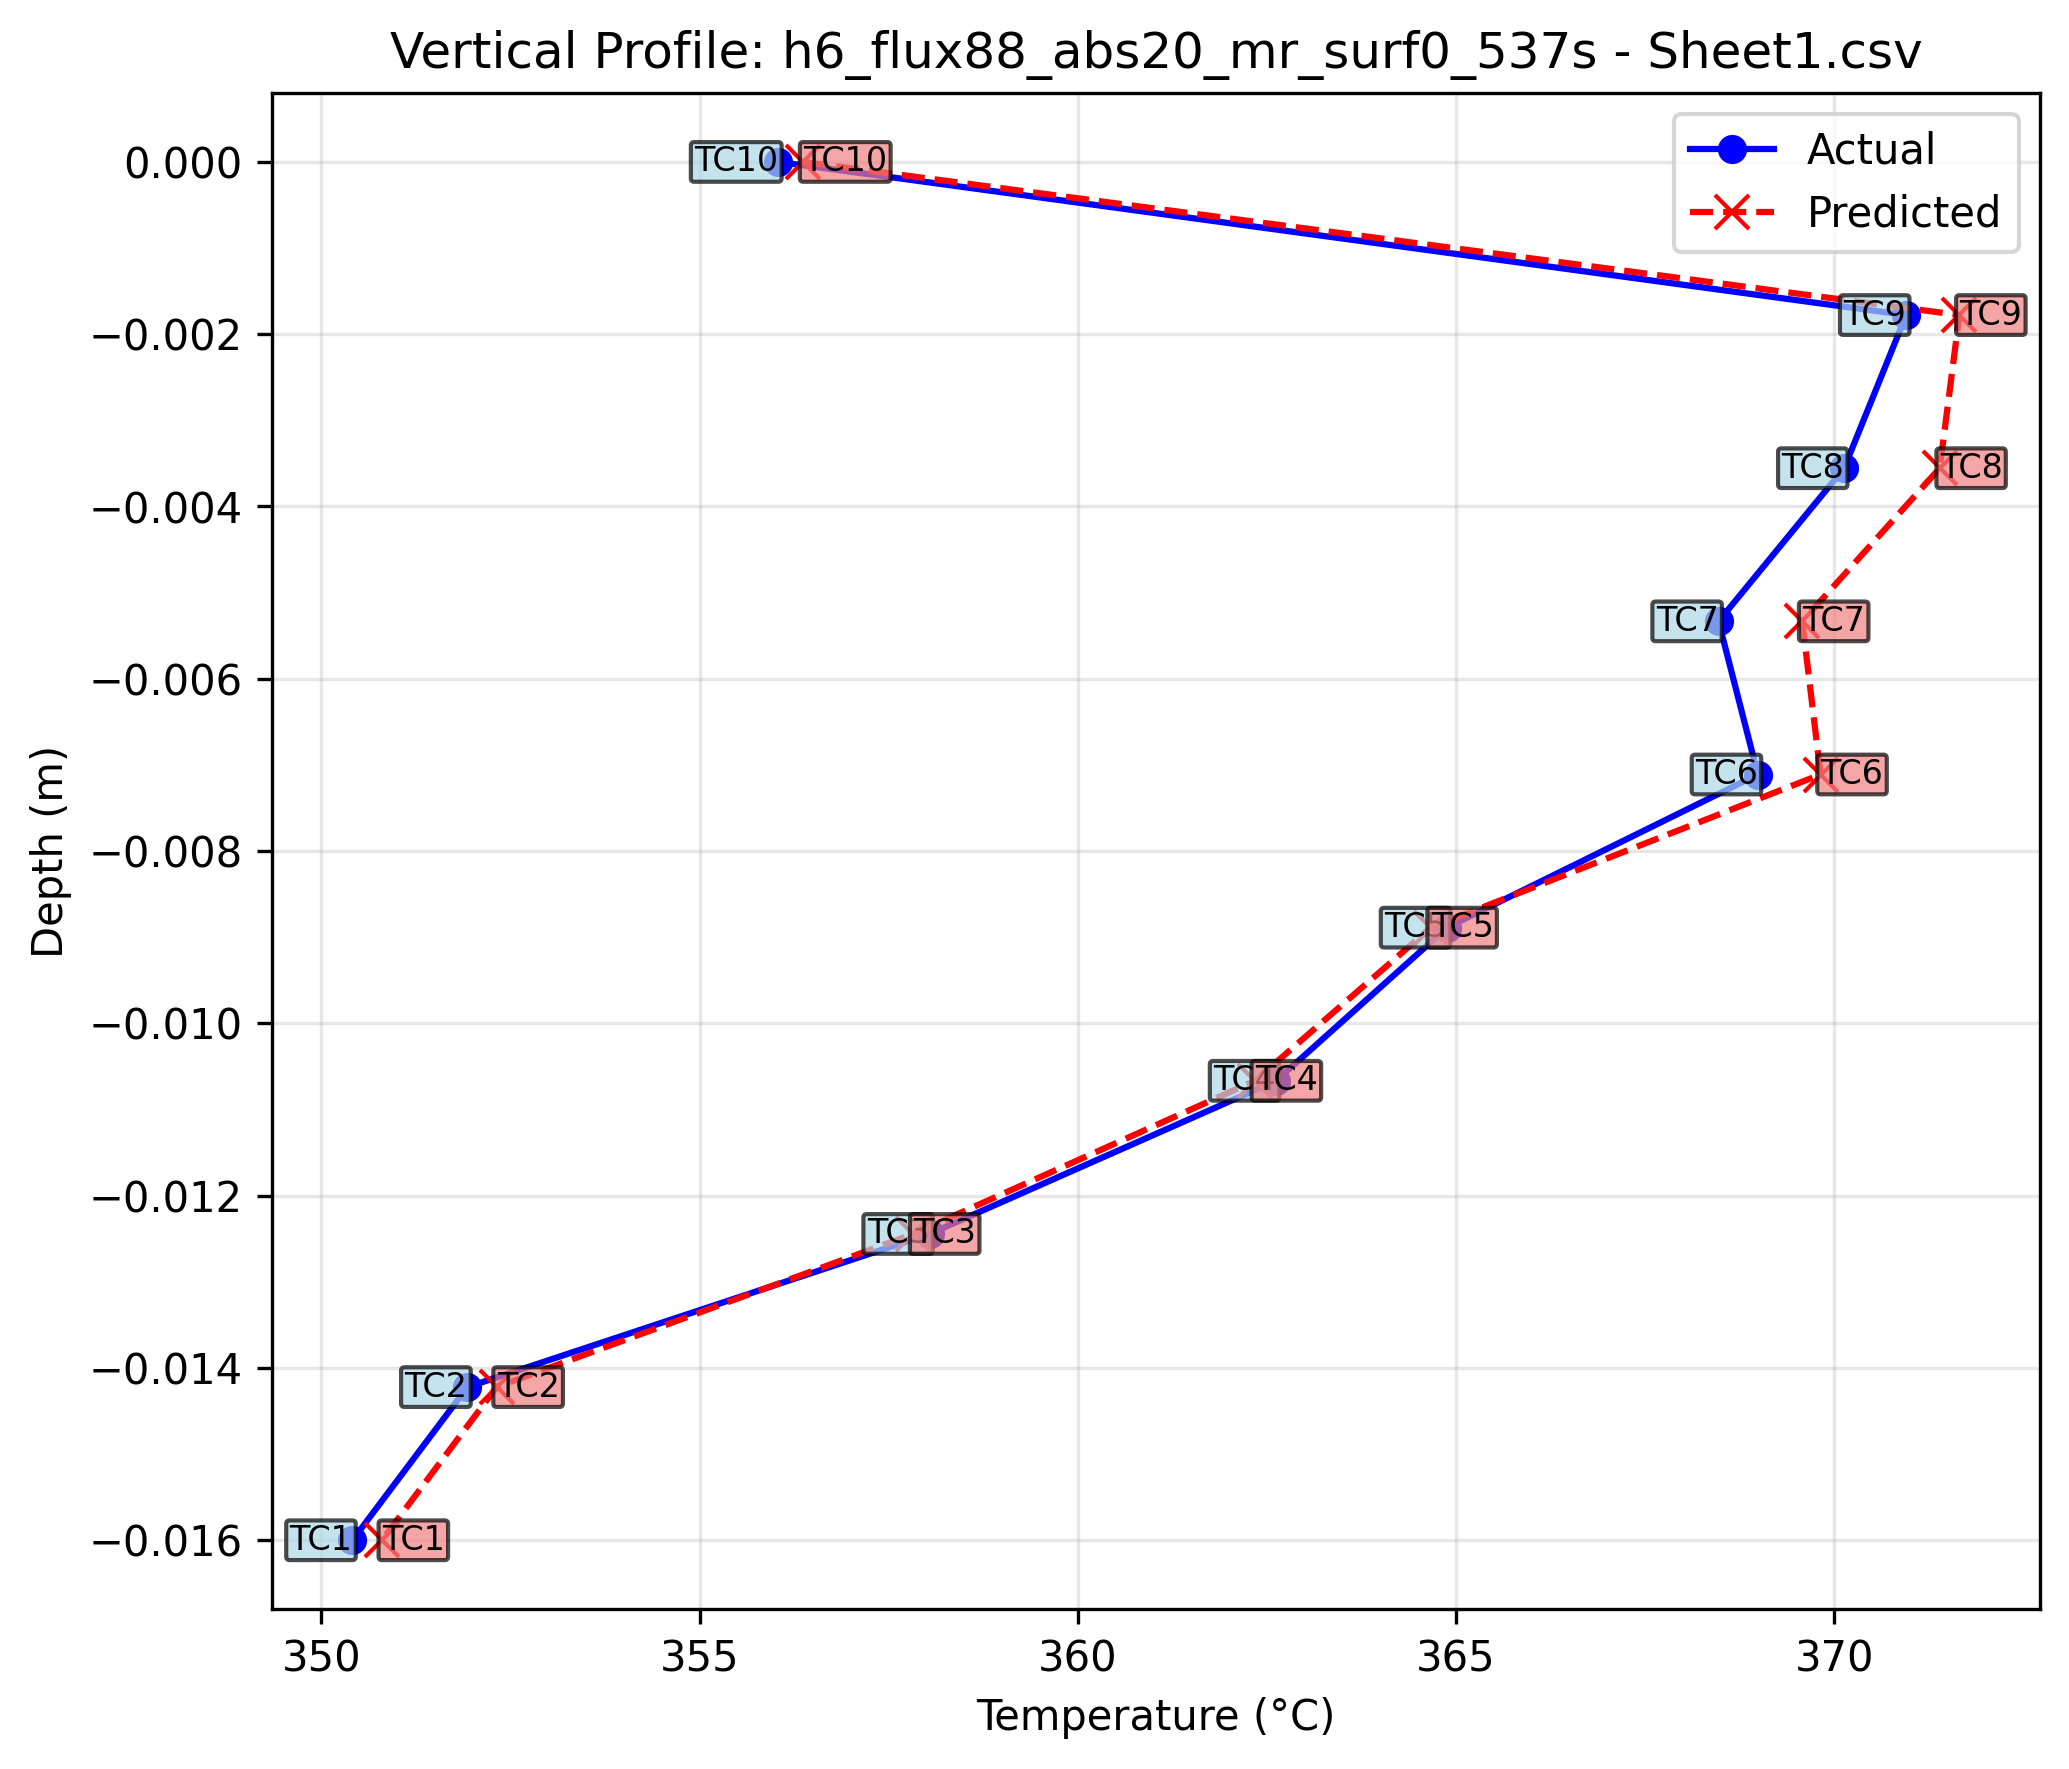 Vertical Profile: h6_flux88_abs20_mr_surf0_537s - Sheet1.csv
Actual
Predicted
0.000
−0.002
−0.004
−0.006
−0.008
−0.010
−0.012
−0.014
−0.016
Depth (m)
TC10 TC10
TC9 TC9
TC8 TC8
TC7 TC7
TC6 TC6
TC5 TC5
TC4 TC4
TC3
TC2 TC2
TC1 TC1
350 355 360 365 370
Temperature (°C)